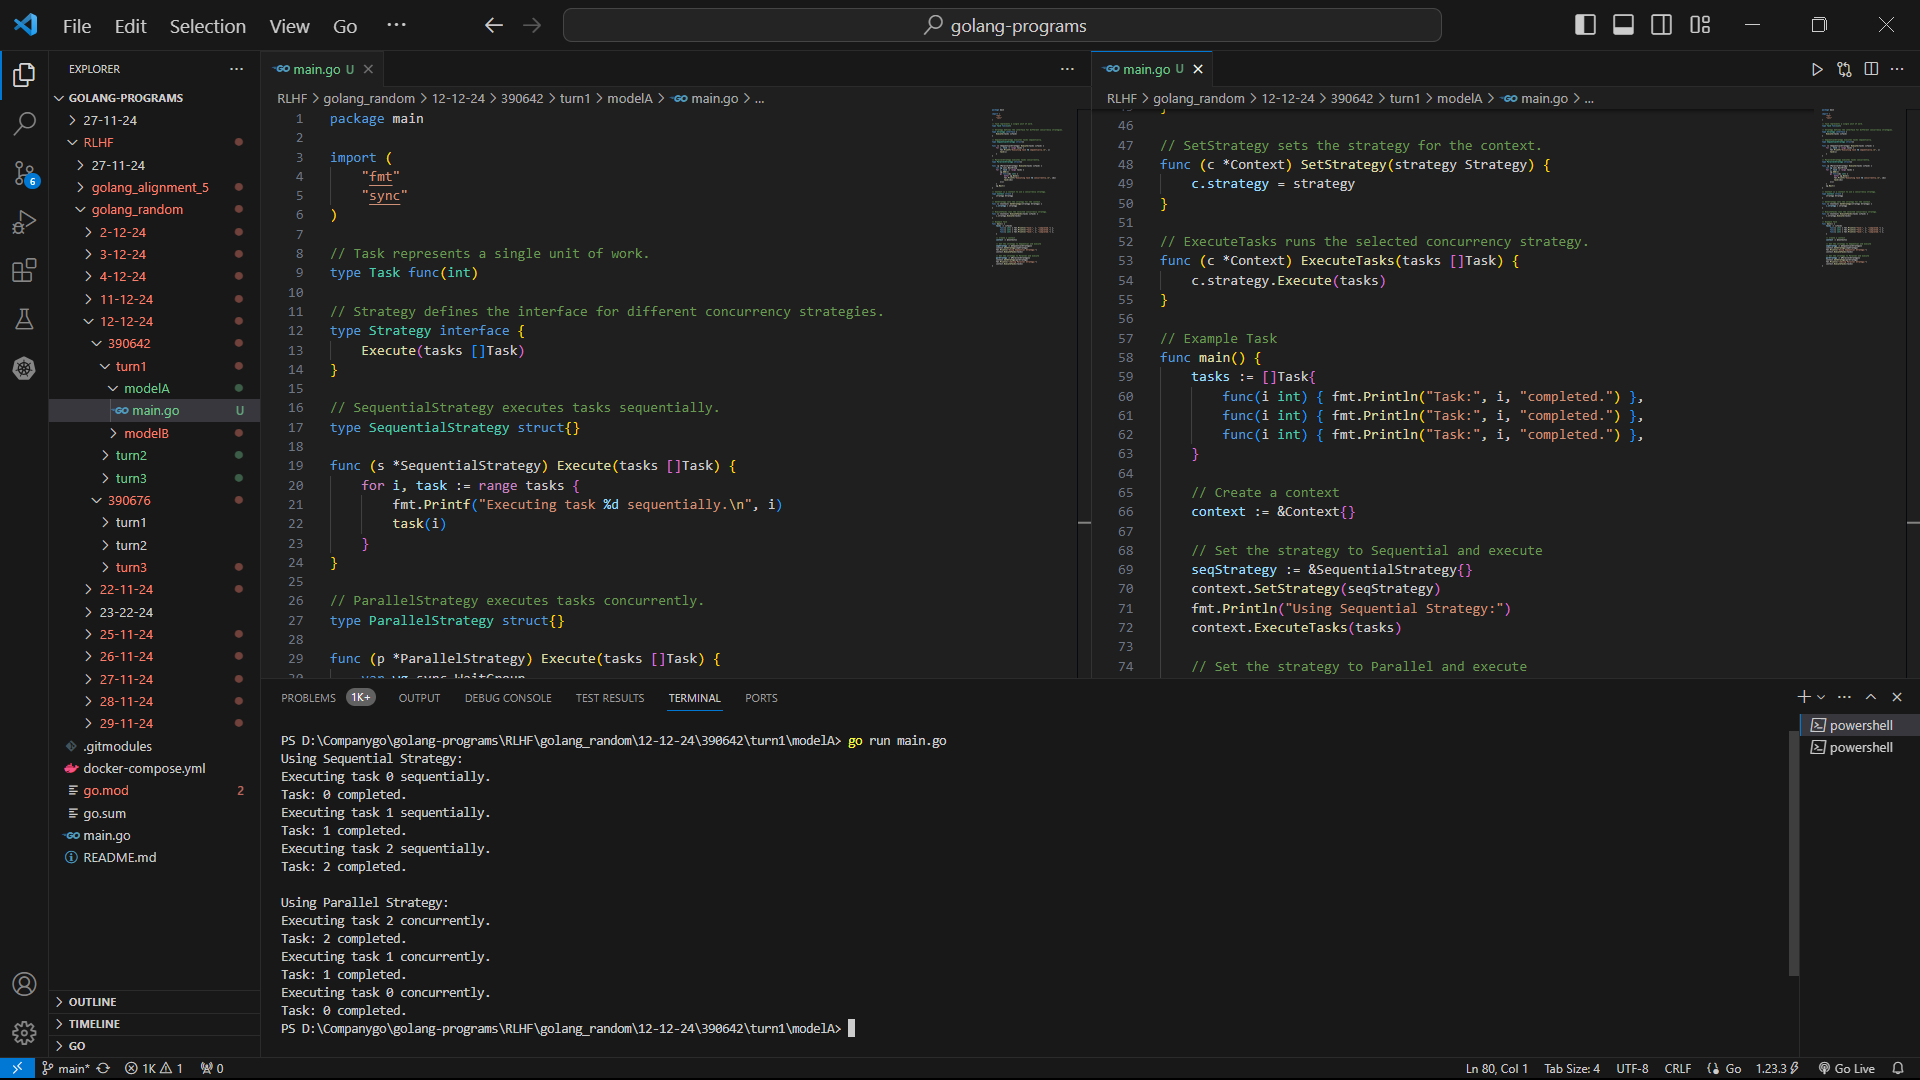 File Edit Selection View Go ...
golang-programs
EXPLORER
GOLANG-PROGRAMS
27-11-24
RLHF
27-11-24
golang_alignment_5
golang_random
2-12-24
3-12-24
4-12-24
11-12-24
12-12-24
390642
turn1
modelA
main.go U
modelB
turn2
turn3
390676
turn1
turn2
turn3
22-11-24
23-22-24
25-11-24
26-11-24
27-11-24
28-11-24
29-11-24
.gitmodules
docker-compose.yml
go.mod 2
go.sum
main.go
README.md
OUTLINE
TIMELINE
GO
6
main.go U
RLHF > golang_random > 12-12-24 > 390642 > turn1 > modelA > main.go > ...
1 package main
2
3 import (
4 "fmt"
5 "sync"
6 )
7
8 // Task represents a single unit of work.
9 type Task func(int)
10
11 // Strategy defines the interface for different concurrency strategies.
12 type Strategy interface {
13 Execute(tasks []Task)
14 }
15
16 // SequentialStrategy executes tasks sequentially.
17 type SequentialStrategy struct{}
18
19 func (s *SequentialStrategy) Execute(tasks []Task) {
20 for i, task := range tasks {
21 fmt.Printf("Executing task %d sequentially.\n", i)
22 task(i)
23 }
24 }
25
26 // ParallelStrategy executes tasks concurrently.
27 type ParallelStrategy struct{}
28
29 func (p *ParallelStrategy) Execute(tasks []Task) {
30 var wg sync.WaitGroup
main.go U
RLHF > golang_random > 12-12-24 > 390642 > turn1 > modelA > main.go > ...
46
47 // SetStrategy sets the strategy for the context.
48 func (c *Context) SetStrategy(strategy Strategy) {
49 c.strategy = strategy
50 }
51
52 // ExecuteTasks runs the selected concurrency strategy.
53 func (c *Context) ExecuteTasks(tasks []Task) {
54 c.strategy.Execute(tasks)
55 }
56
57 // Example Task
58 func main() {
59 tasks := []Task{
60 func(i int) { fmt.Println("Task:", i, "completed.") },
61 func(i int) { fmt.Println("Task:", i, "completed.") },
62 func(i int) { fmt.Println("Task:", i, "completed.") },
63 }
64
65 // Create a context
66 context := &Context{}
67
68 // Set the strategy to Sequential and execute
69 seqStrategy := &SequentialStrategy{}
70 context.SetStrategy(seqStrategy)
71 fmt.Println("Using Sequential Strategy:")
72 context.ExecuteTasks(tasks)
73
74 // Set the strategy to Parallel and execute
PROBLEMS 1K+ OUTPUT DEBUG CONSOLE TEST RESULTS TERMINAL PORTS
PS D:\Companygo\golang-programs\RLHF\golang_random\12-12-24\390642\turn1\modelA> go run main.go
Using Sequential Strategy:
Executing task 0 sequentially.
Task: 0 completed.
Executing task 1 sequentially.
Task: 1 completed.
Executing task 2 sequentially.
Task: 2 completed.

Using Parallel Strategy:
Executing task 2 concurrently.
Task: 2 completed.
Executing task 1 concurrently.
Task: 1 completed.
Executing task 0 concurrently.
Task: 0 completed.
PS D:\Companygo\golang-programs\RLHF\golang_random\12-12-24\390642\turn1\modelA>
powershell
powershell
main* 1K 1 0 Ln 80, Col 1 Tab Size: 4 UTF-8 CRLF Go 1.23.3 Go Live